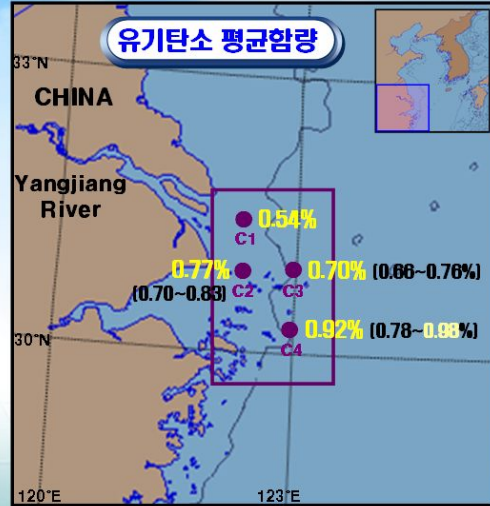 유기탄소 평균함량
33°N
CHINA
Yangjiang
River
0.54%
C1
0.77%
(0.70~0.83)
C2
0.70% (0.66~0.76%)
C3
0.92% (0.78~0.98%)
C4
30°N
120°E
123°E